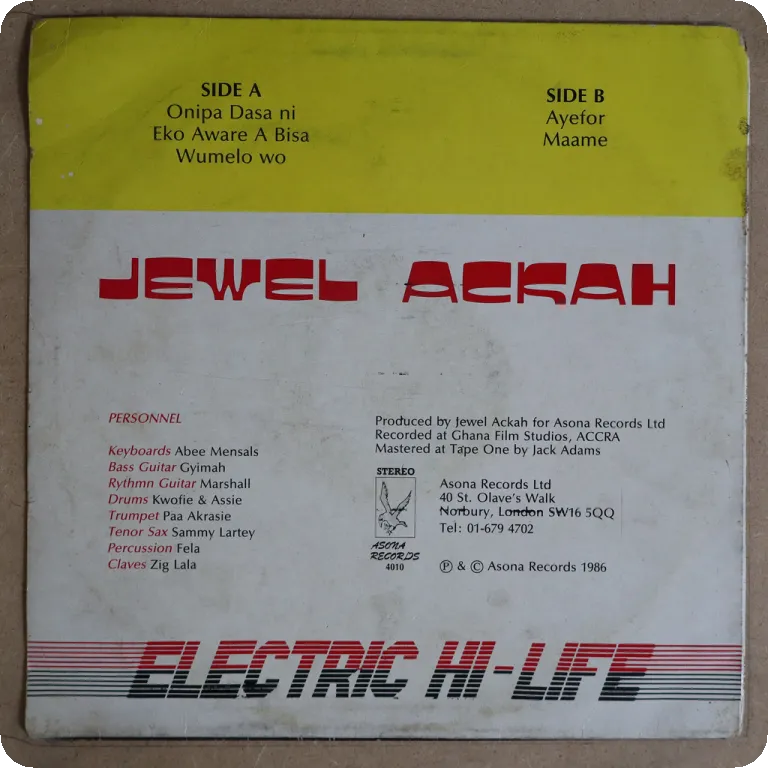 SIDE A
Onipa Dasa ni
Eko Aware A Bisa
Wumelo wo
SIDE B
Ayefor
Maame
JEWEL ACKAH
PERSONNEL
Keyboards Abee Mensals
Bass Guitar Gyimah
Rythmn Guitar Marshall
Drums Kwofie & Assie
Trumpet Paa Akrasie
Tenor Sax Sammy Lartey
Percussion Fela
Claves Zig Lala
Produced by Jewel Ackah for Asona Records Ltd
Recorded at Ghana Film Studios, ACCRA
Mastered at Tape One by Jack Adams
STEREO
ASONA
RECORDS
4010
Asona Records Ltd
40 St. Olave's Walk
Norbury, London SW16 5QQ
Tel: 01-679 4702
Ⓟ & © Asona Records 1986
ELECTRIC HI-LIFE